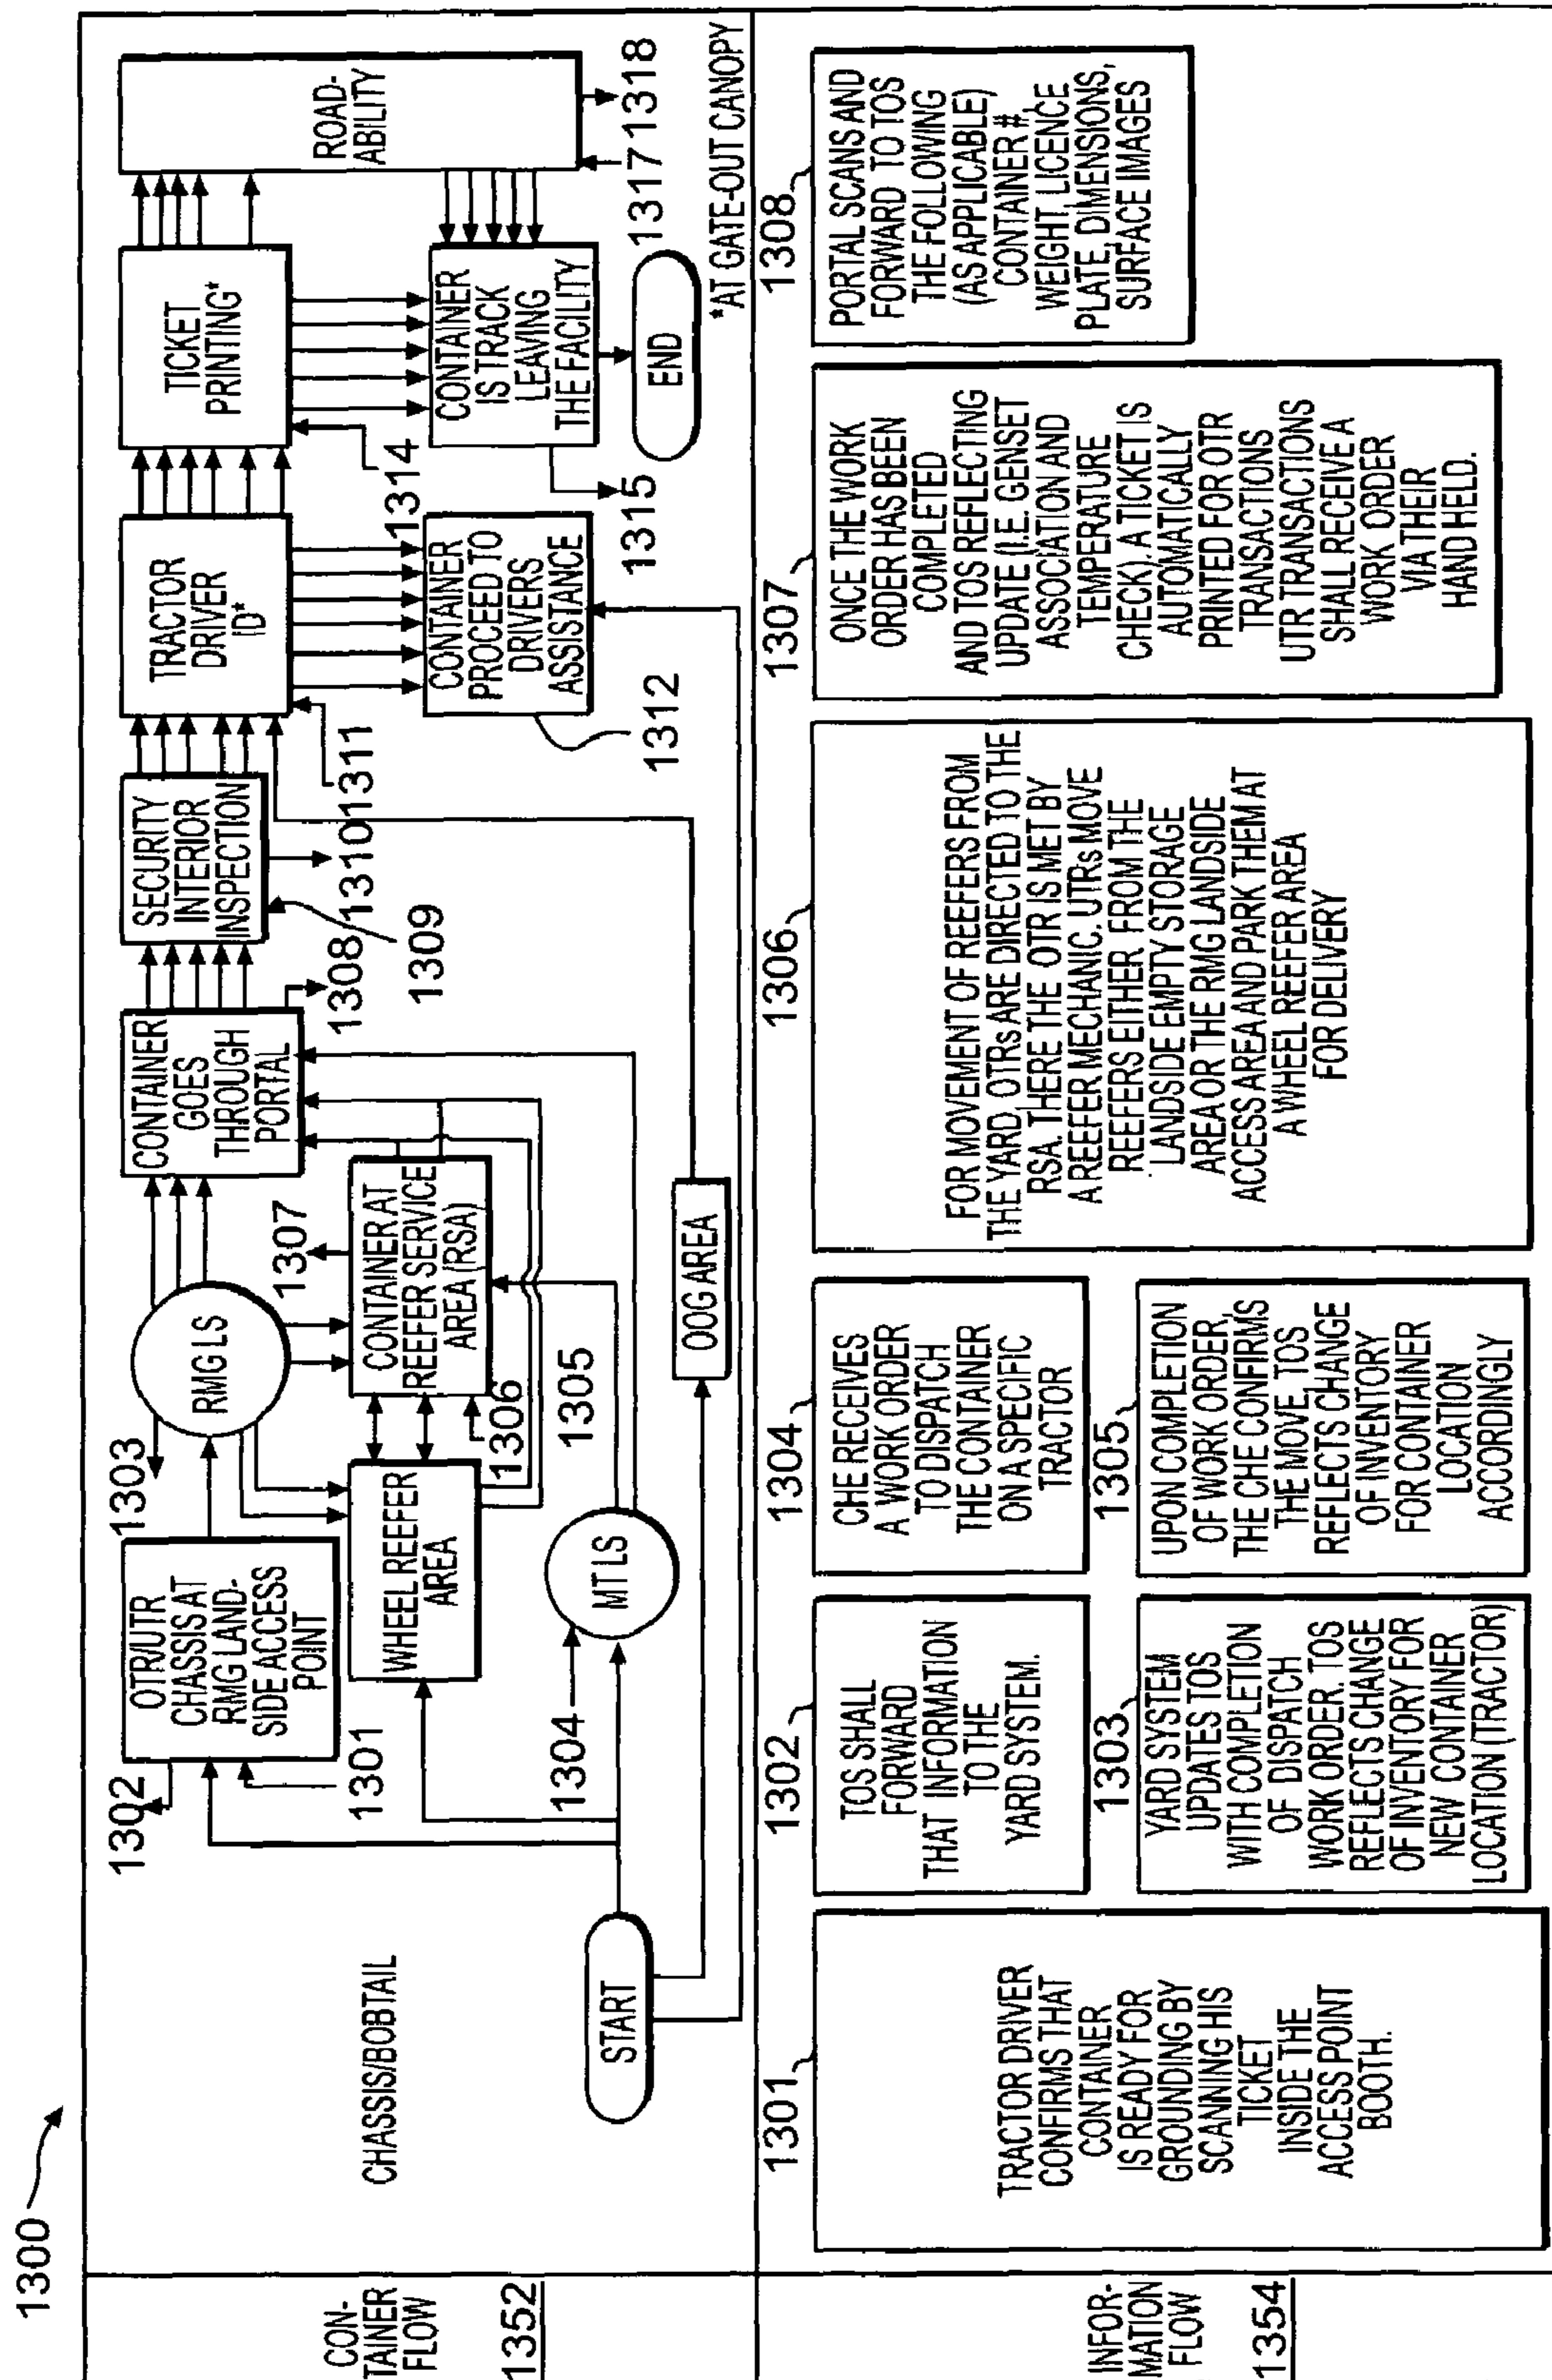 1300
CON-
TAINER
FLOW
1352
CHASSIS/BOBTAIL
START
1302
1301
OTR/UTR
CHASSIS AT
RMG LAND-
SIDE ACCESS
POINT
1303
RMG LS
WHEEL REEFER
AREA
1304
MT LS
1305
1306
1307
CONTAINER AT
REEFER SERVICE
AREA (RSA)
OOG AREA
CONTAINER
GOES
THROUGH
PORTAL
1308
1309
SECURITY
INTERIOR
INSPECTION
1310
1311
TRACTOR
DRIVER
ID*
CONTAINER
PROCEED TO
DRIVERS
ASSISTANCE
1312
1314
TICKET
PRINTING*
CONTAINER
IS TRACK
LEAVING
THE FACILITY
1315
END
ROAD-
ABILITY
1317
1318
*AT GATE-OUT CANOPY
INFOR-
MATION
FLOW
1354
1301
TRACTOR DRIVER
CONFIRMS THAT
CONTAINER
IS READY FOR
GROUNDING BY
SCANNING HIS
TICKET
INSIDE THE
ACCESS POINT
BOOTH.
1302
TOS SHALL
FORWARD
THAT INFORMATION
TO THE
YARD SYSTEM.
1303
YARD SYSTEM
UPDATES TOS
WITH COMPLETION
OF DISPATCH
WORK ORDER. TOS
REFLECTS CHANGE
OF INVENTORY FOR
NEW CONTAINER
LOCATION (TRACTOR)
1304
CHE RECEIVES
A WORK ORDER
TO DISPATCH
THE CONTAINER
ON A SPECIFIC
TRACTOR
1305
UPON COMPLETION
OF WORK ORDER,
THE CHE CONFIRMS
THE MOVE. TOS
REFLECTS CHANGE
OF INVENTORY
FOR CONTAINER
LOCATION
ACCORDINGLY
1306
FOR MOVEMENT OF REEFERS FROM
THE YARD, OTRs ARE DIRECTED TO THE
RSA. THERE THE OTR IS MET BY
A REEFER MECHANIC. UTRs MOVE
REEFERS EITHER FROM THE
LANDSIDE EMPTY STORAGE
AREA OR THE RMG LANDSIDE
ACCESS AREA AND PARK THEM AT
A WHEEL REEFER AREA
FOR DELIVERY
1307
ONCE THE WORK
ORDER HAS BEEN
COMPLETED
AND TOS REFLECTING
UPDATE (I.E. GENSET
ASSOCIATION AND
TEMPERATURE
CHECK). A TICKET IS
AUTOMATICALLY
PRINTED FOR OTR
TRANSACTIONS
UTR TRANSACTIONS
SHALL RECEIVE A
WORK ORDER
VIA THEIR
HAND HELD.
1308
PORTAL SCANS AND
FORWARD TO TOS
THE FOLLOWING
(AS APPLICABLE)
CONTAINER #,
WEIGHT, LICENCE
PLATE, DIMENSIONS,
SURFACE IMAGES